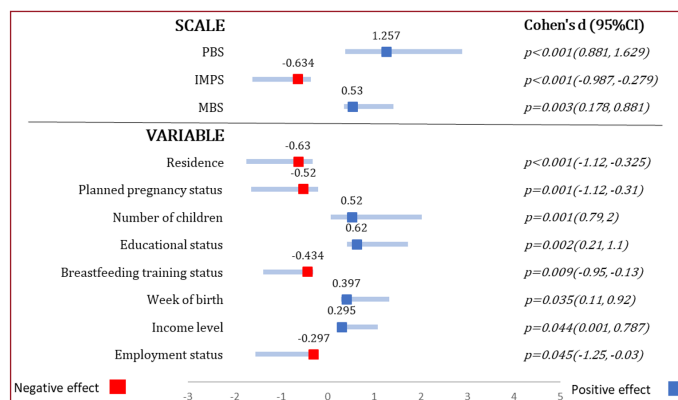 SCALE Cohen's d (95%CI)
1.257
PBS p<0.001(0.881, 1.629)
-0.634
IMPS p<0.001(-0.987, -0.279)
0.53
MBS p=0.003(0.178, 0.881)
VARIABLE
-0.63
Residence p<0.001(-1.12, -0.325)
-0.52
Planned pregnancy status p=0.001(-1.12, -0.31)
0.52
Number of children p=0.001(0.79, 2)
0.62
Educational status p=0.002(0.21, 1.1)
-0.434
Breastfeeding training status p=0.009(-0.95, -0.13)
0.397
Week of birth p=0.035(0.11, 0.92)
0.295
Income level p=0.044(0.001, 0.787)
-0.297
Employment status p=0.045(-1.25, -0.03)
Negative effect Positive effect
-3 -2 -1 0 1 2 3 4 5